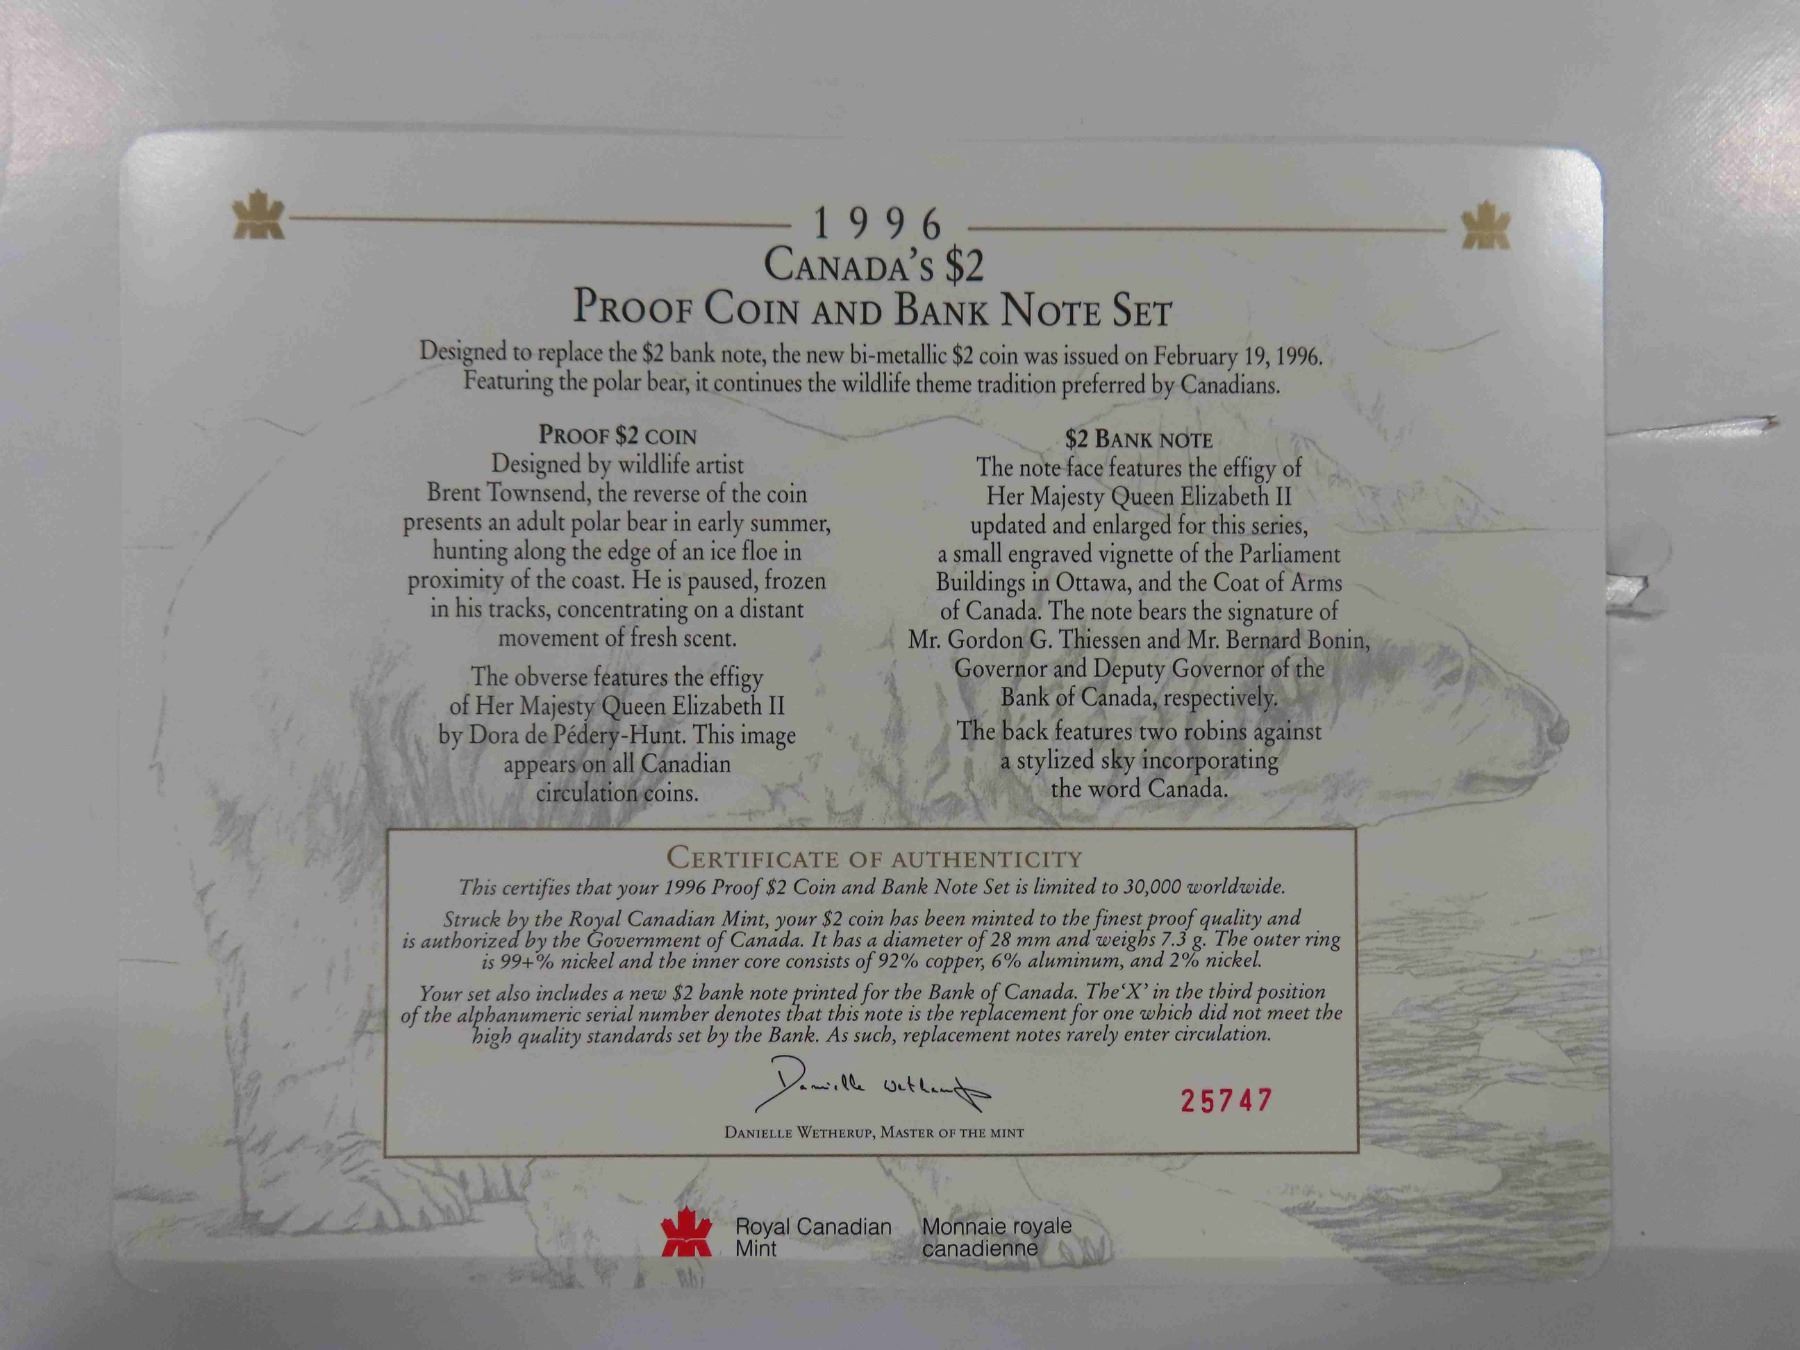 1996
CANADA'S $2
PROOF COIN AND BANK NOTE SET
Designed to replace the $2 bank note, the new bi-metallic $2 coin was issued on February 19, 1996.
Featuring the polar bear, it continues the wildlife theme tradition preferred by Canadians.
PROOF $2 COIN
Designed by wildlife artist
Brent Townsend, the reverse of the coin
presents an adult polar bear in early summer,
hunting along the edge of an ice floe in
proximity of the coast. He is paused, frozen
in his tracks, concentrating on a distant
movement of fresh scent.
The obverse features the effigy
of Her Majesty Queen Elizabeth II
by Dora de Pédery-Hunt. This image
appears on all Canadian
circulation coins.
$2 BANK NOTE
The note face features the effigy of
Her Majesty Queen Elizabeth II
updated and enlarged for this series,
a small engraved vignette of the Parliament
Buildings in Ottawa, and the Coat of Arms
of Canada. The note bears the signature of
Mr. Gordon G. Thiessen and Mr. Bernard Bonin,
Governor and Deputy Governor of the
Bank of Canada, respectively.
The back features two robins against
a stylized sky incorporating
the word Canada.
CERTIFICATE OF AUTHENTICITY
This certifies that your 1996 Proof $2 Coin and Bank Note Set is limited to 30,000 worldwide.
Struck by the Royal Canadian Mint, your $2 coin has been minted to the finest proof quality and
is authorized by the Government of Canada. It has a diameter of 28 mm and weighs 7.3 g. The outer ring
is 99+% nickel and the inner core consists of 92% copper, 6% aluminum, and 2% nickel.
Your set also includes a new $2 bank note printed for the Bank of Canada. The 'X' in the third position
of the alphanumeric serial number denotes that this note is the replacement for one which did not meet the
high quality standards set by the Bank. As such, replacement notes rarely enter circulation.
Danielle Wetherup
25747
DANIELLE WETHERUP, MASTER OF THE MINT
Royal Canadian
Mint
Monnaie royale
canadienne